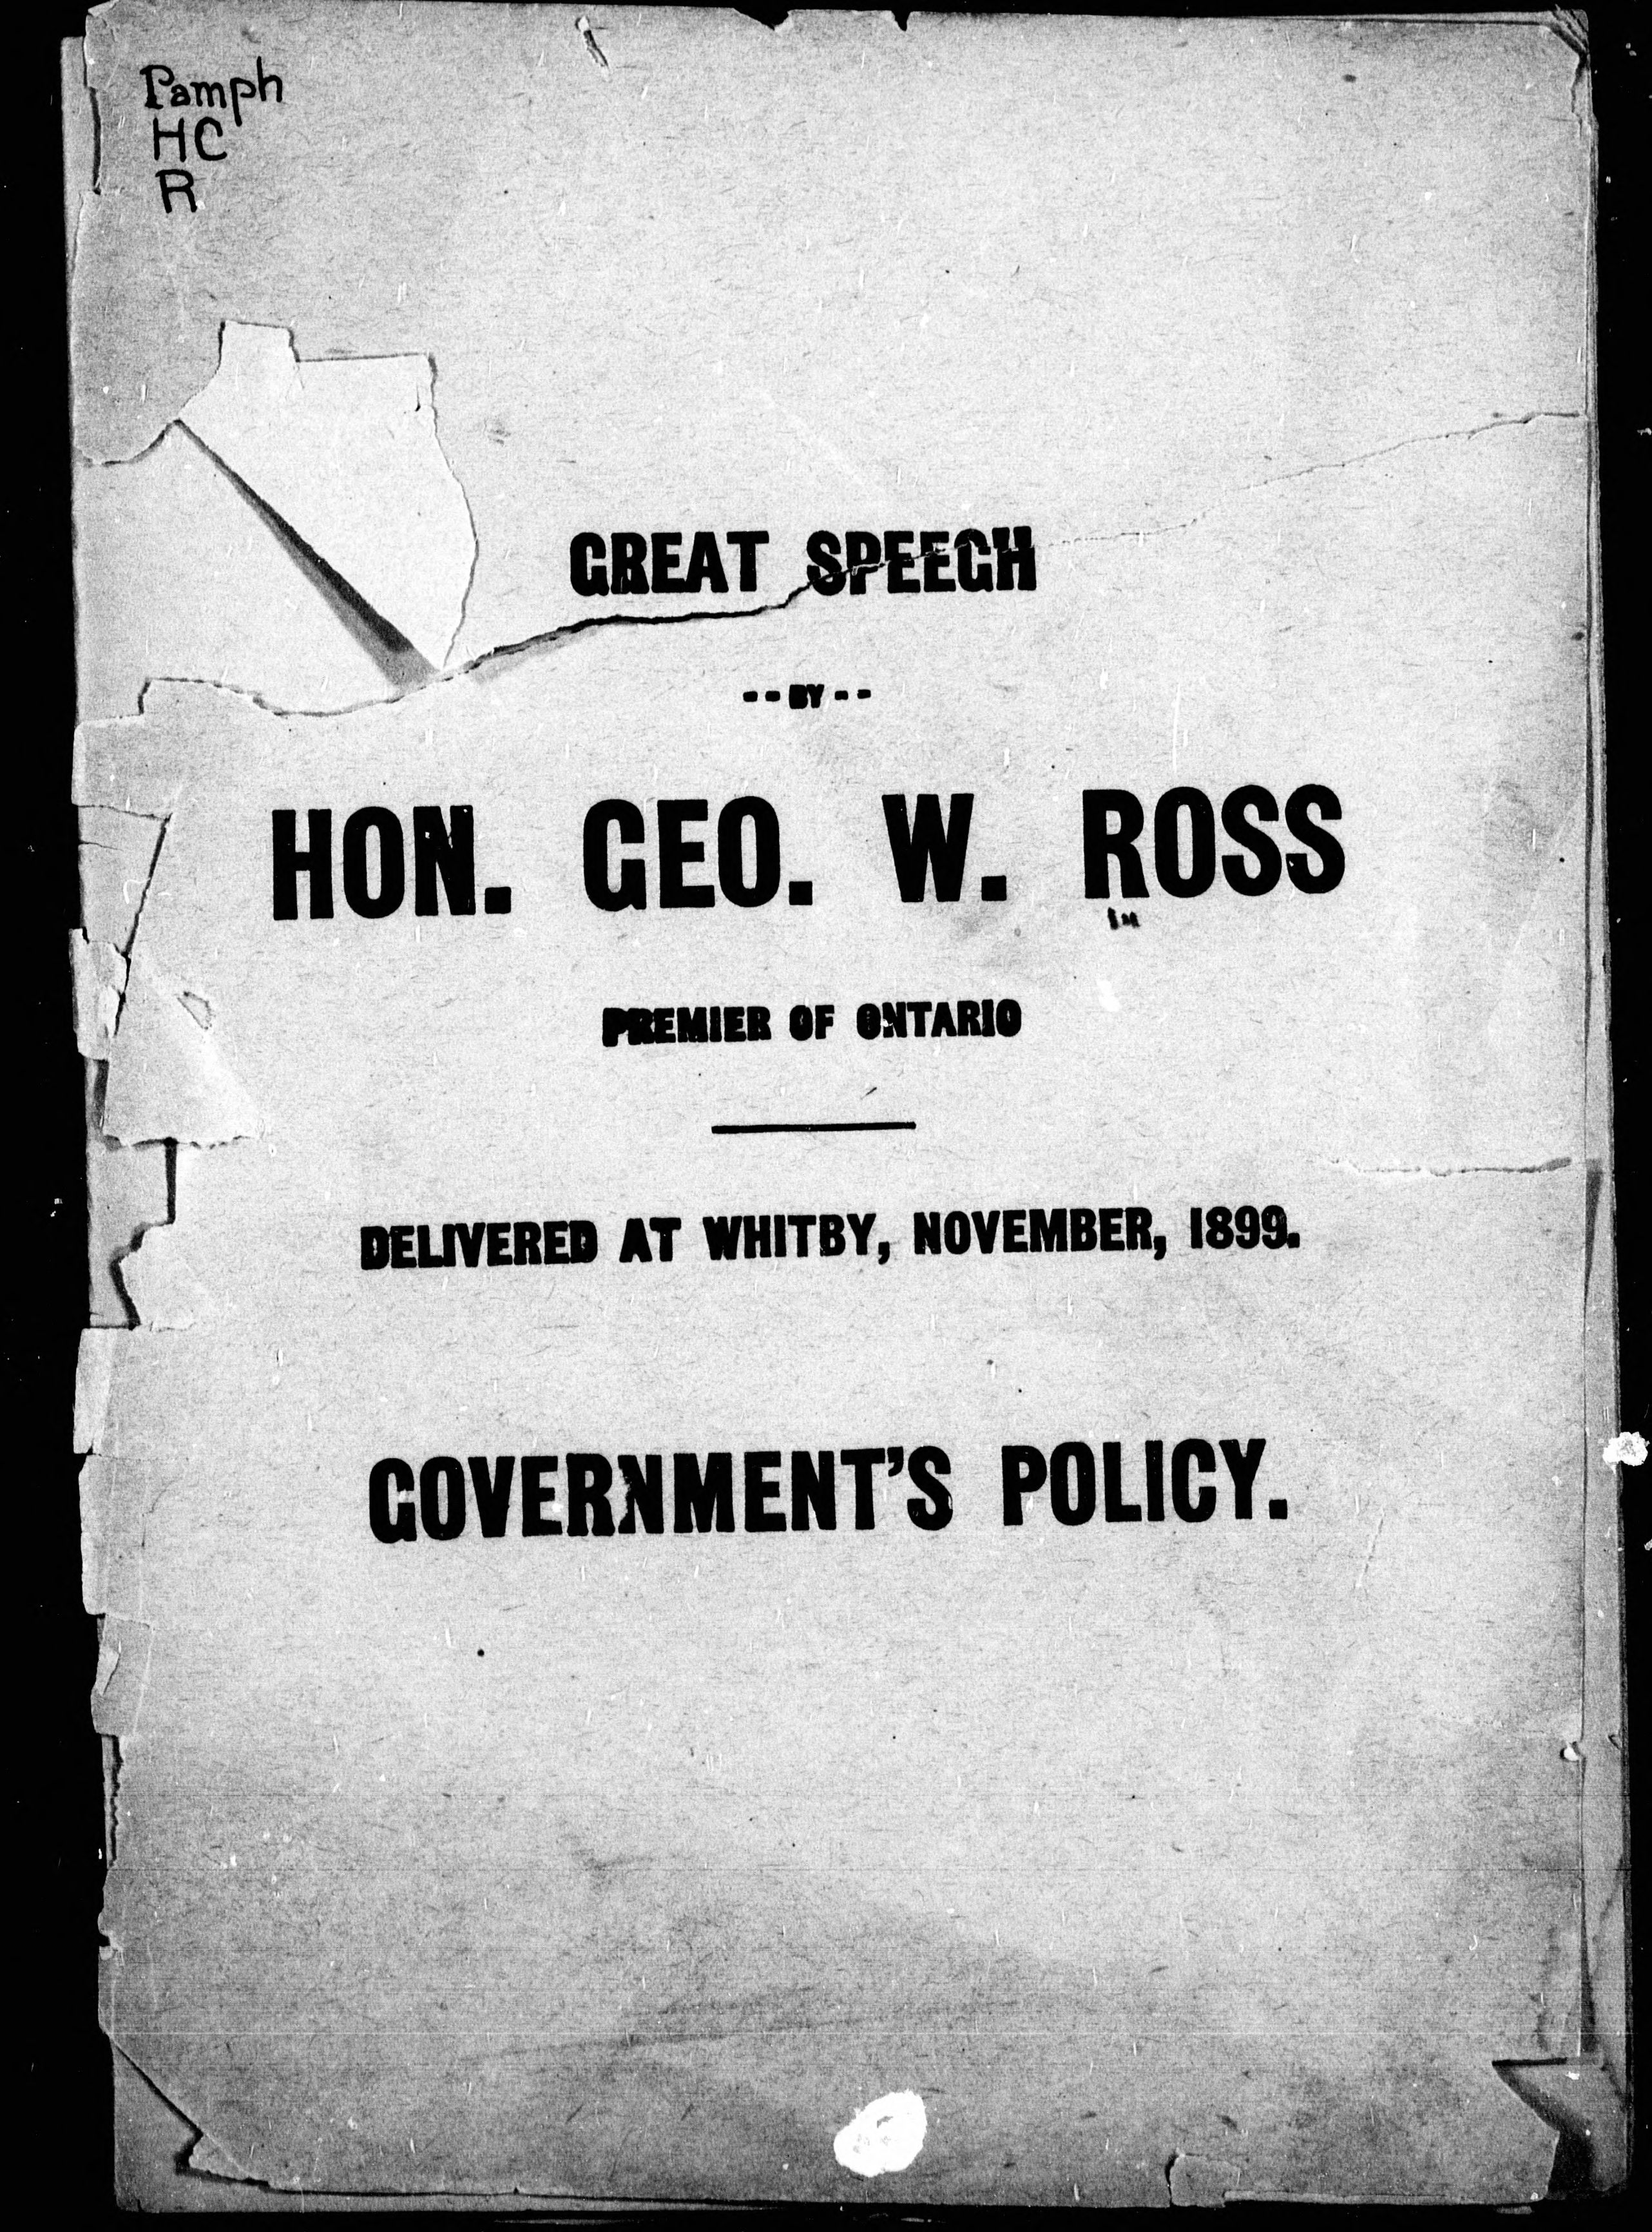 Pamph
HC
R
GREAT SPEECH
--BY--
HON. GEO. W. ROSS
PREMIER OF ONTARIO
DELIVERED AT WHITBY, NOVEMBER, 1899.
GOVERNMENT'S POLICY.